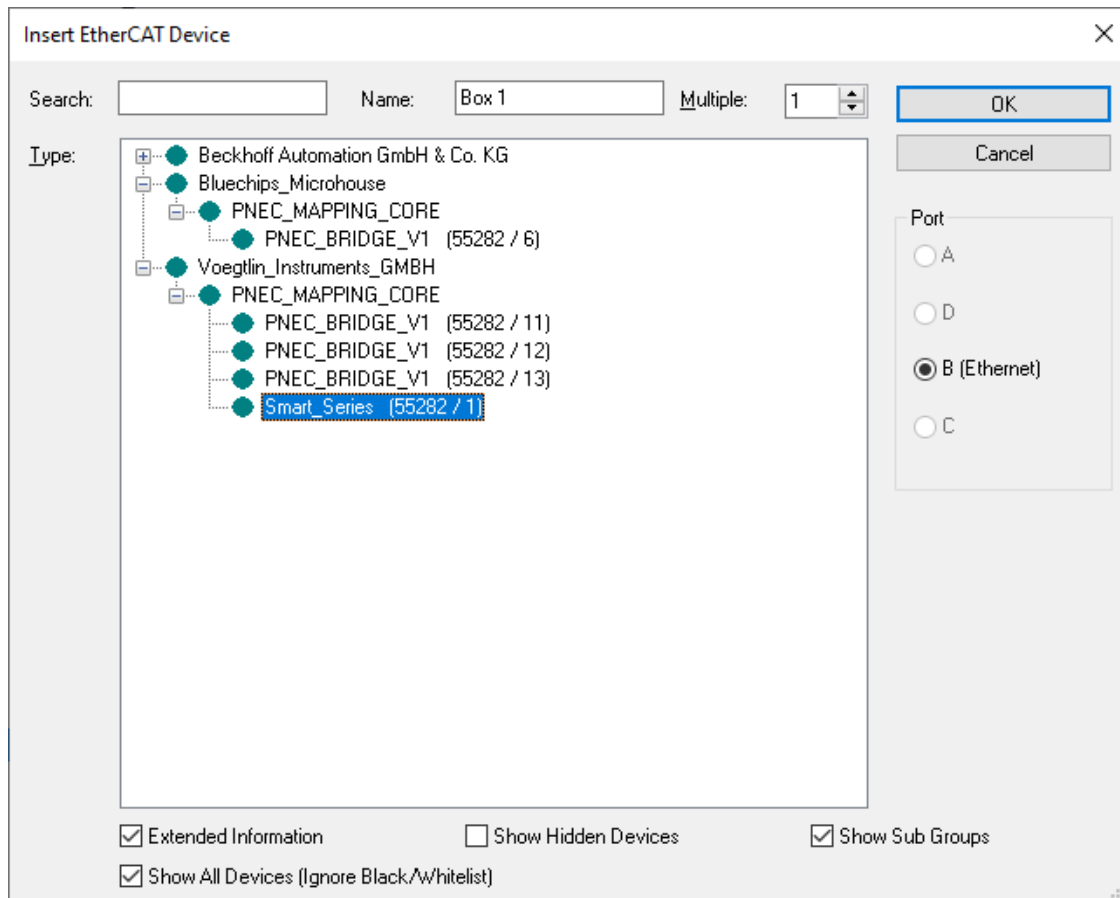 Insert EtherCAT Device
Search: Name: Box 1 Multiple: 1 OK
Type: Cancel
Beckhoff Automation GmbH & Co. KG
Bluechips_Microhouse
PNEC_MAPPING_CORE
PNEC_BRIDGE_V1 (55282 / 6)
Voegtlin_Instruments_GMBH
PNEC_MAPPING_CORE
PNEC_BRIDGE_V1 (55282 / 11)
PNEC_BRIDGE_V1 (55282 / 12)
PNEC_BRIDGE_V1 (55282 / 13)
Smart_Series (55282 / 1)
Port
A
D
B (Ethernet)
C
Extended Information Show Hidden Devices Show Sub Groups
Show All Devices (Ignore Black/Whitelist)